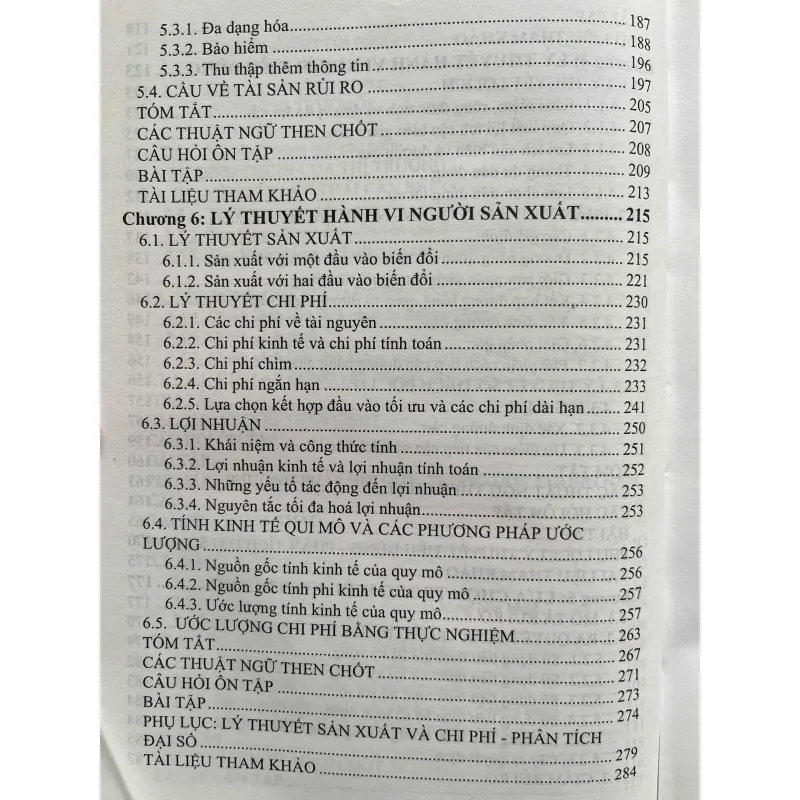 5.3.1. Đa dạng hóa........187
5.3.2. Bảo hiểm........188
5.3.3. Thu thập thêm thông tin........196
5.4. CẦU VỀ TÀI SẢN RỦI RO........197
TÓM TẮT........205
CÁC THUẬT NGỮ THEN CHỐT........207
CÂU HỎI ÔN TẬP........208
BÀI TẬP........209
TÀI LIỆU THAM KHẢO........213
Chương 6: LÝ THUYẾT HÀNH VI NGƯỜI SẢN XUẤT........215
6.1. LÝ THUYẾT SẢN XUẤT........215
6.1.1. Sản xuất với một đầu vào biến đổi........215
6.1.2. Sản xuất với hai đầu vào biến đổi........221
6.2. LÝ THUYẾT CHI PHÍ........230
6.2.1. Các chi phí về tài nguyên........231
6.2.2. Chi phí kinh tế và chi phí tính toán........231
6.2.3. Chi phí chìm........232
6.2.4. Chi phí ngắn hạn........233
6.2.5. Lựa chọn kết hợp đầu vào tối ưu và các chi phí dài hạn........241
6.3. LỢI NHUẬN........250
6.3.1. Khái niệm và công thức tính........251
6.3.2. Lợi nhuận kinh tế và lợi nhuận tính toán........252
6.3.3. Những yếu tố tác động đến lợi nhuận........253
6.3.4. Nguyên tắc tối đa hoá lợi nhuận........253
6.4. TÍNH KINH TẾ QUI MÔ VÀ CÁC PHƯƠNG PHÁP ƯỚC
LƯỢNG........256
6.4.1. Nguồn gốc tính kinh tế của quy mô........256
6.4.2. Nguồn gốc tính phi kinh tế của quy mô........257
6.4.3. Ước lượng tính kinh tế của quy mô........257
6.5. ƯỚC LƯỢNG CHI PHÍ BẰNG THỰC NGHIỆM........263
TÓM TẮT........267
CÁC THUẬT NGỮ THEN CHỐT........271
CÂU HỎI ÔN TẬP........273
BÀI TẬP........274
PHỤ LỤC: LÝ THUYẾT SẢN XUẤT VÀ CHI PHÍ - PHÂN TÍCH
ĐẠI SỐ........279
TÀI LIỆU THAM KHẢO........284